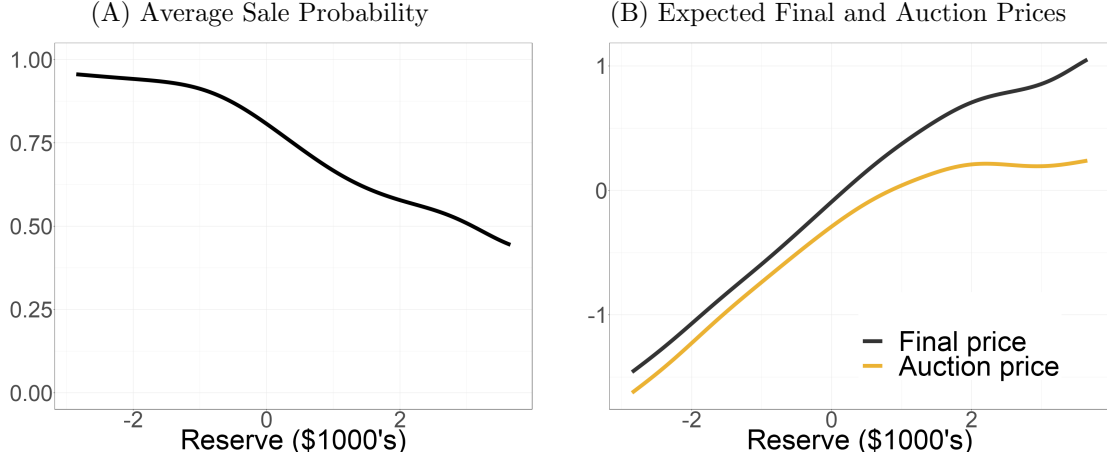 (A) Average Sale Probability
1.00
0.75
0.50
0.25
0.00
-2 0 2
Reserve ($1000's)
(B) Expected Final and Auction Prices
1
0
-1
Final price
Auction price
-2 0 2
Reserve ($1000's)